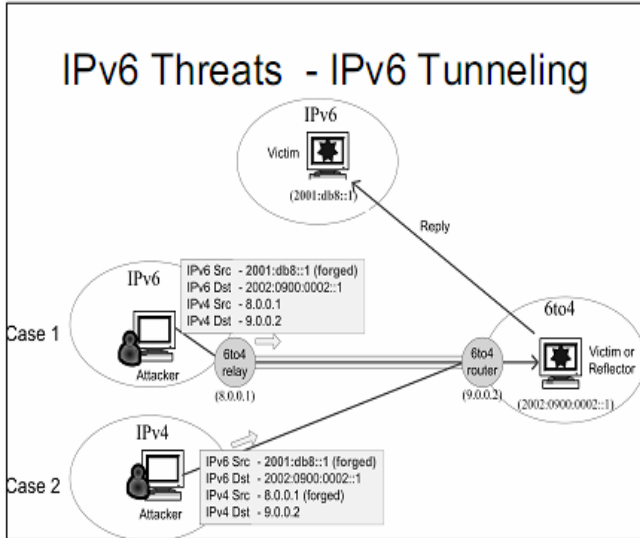 IPv6 Threats - IPv6 Tunneling
IPv6
Victim
(2001:db8::1)
Reply
IPv6
IPv6 Src - 2001:db8::1 (forged)
IPv6 Dst - 2002:0900:0002::1
IPv4 Src - 8.0.0.1
IPv4 Dst - 9.0.0.2
Case 1
Attacker
6to4
relay
(8.0.0.1)
6to4
router
(9.0.0.2)
6to4
Victim or
Reflector
(2002:0900:0002::1)
IPv4
Case 2
Attacker
IPv6 Src - 2001:db8::1 (forged)
IPv6 Dst - 2002:0900:0002::1
IPv4 Src - 8.0.0.1 (forged)
IPv4 Dst - 9.0.0.2